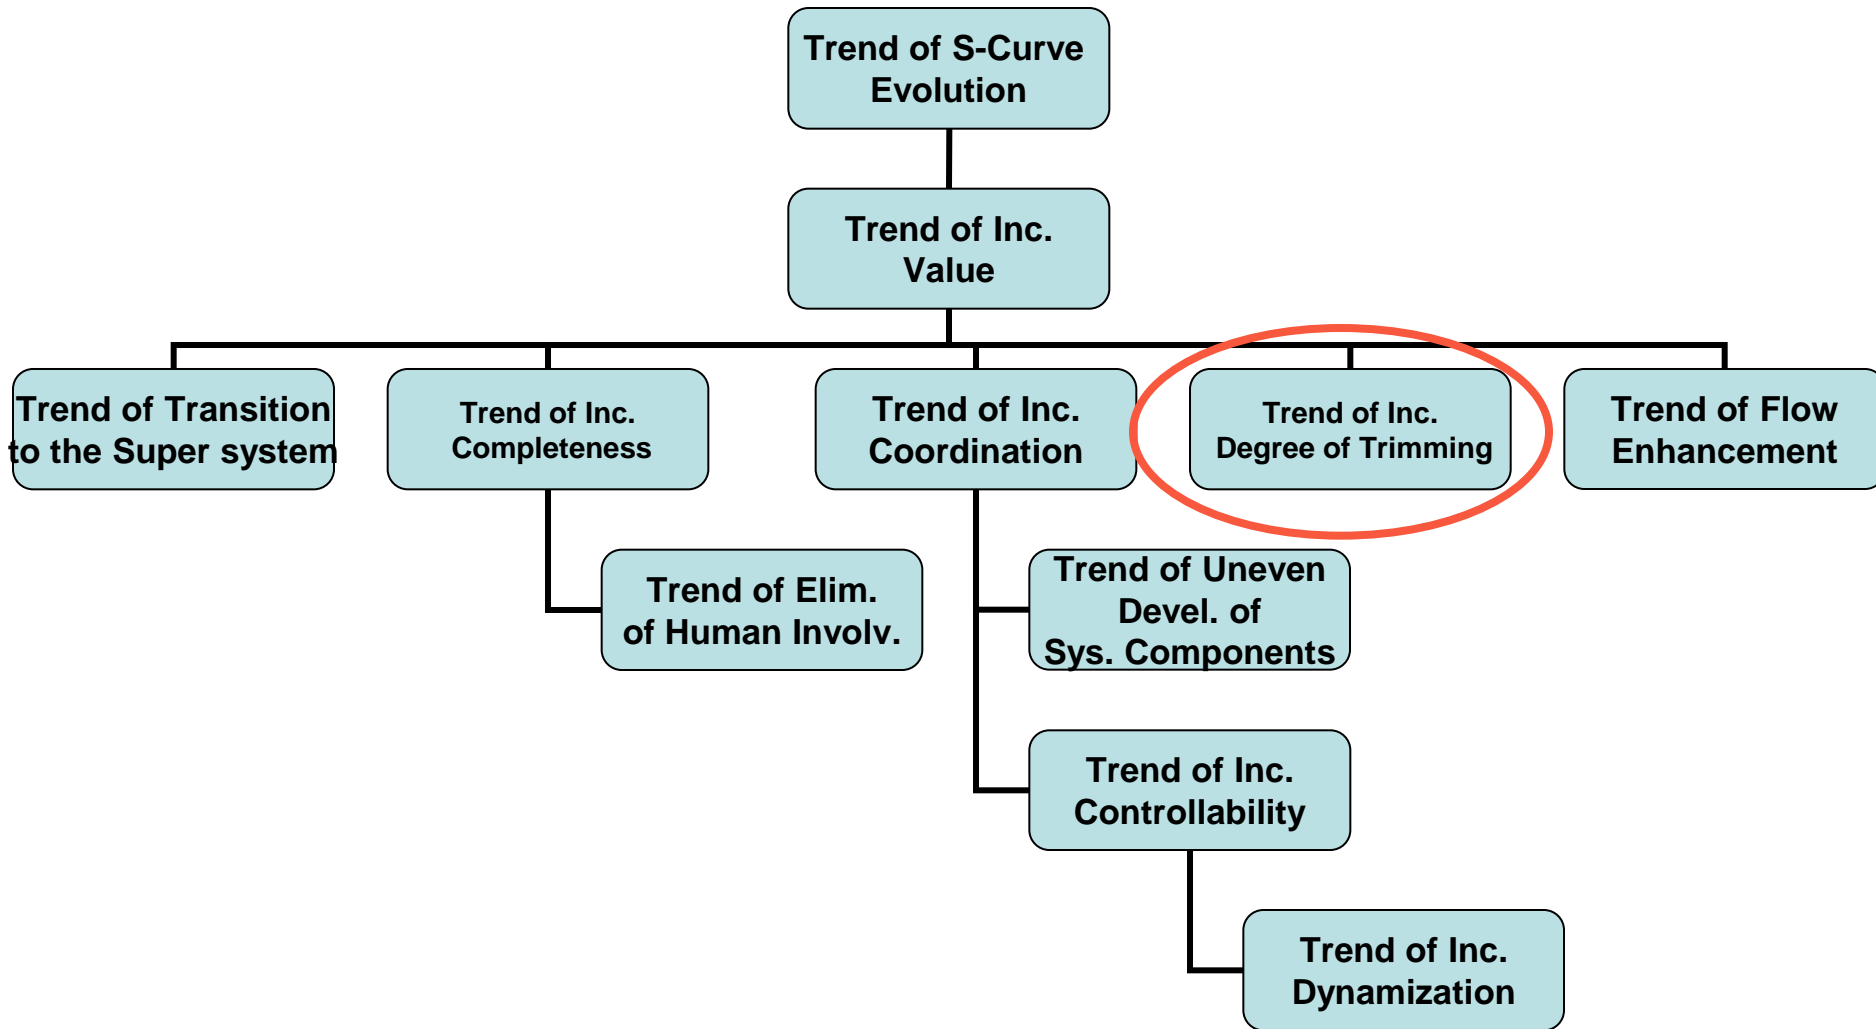 Trend of S-Curve
Evolution
Trend of Inc.
Value
Trend of Transition
to the Super system
Trend of Inc.
Completeness
Trend of Inc.
Coordination
Trend of Inc.
Degree of Trimming
Trend of Flow
Enhancement
Trend of Elim.
of Human Involv.
Trend of Uneven
Devel. of
Sys. Components
Trend of Inc.
Controllability
Trend of Inc.
Dynamization